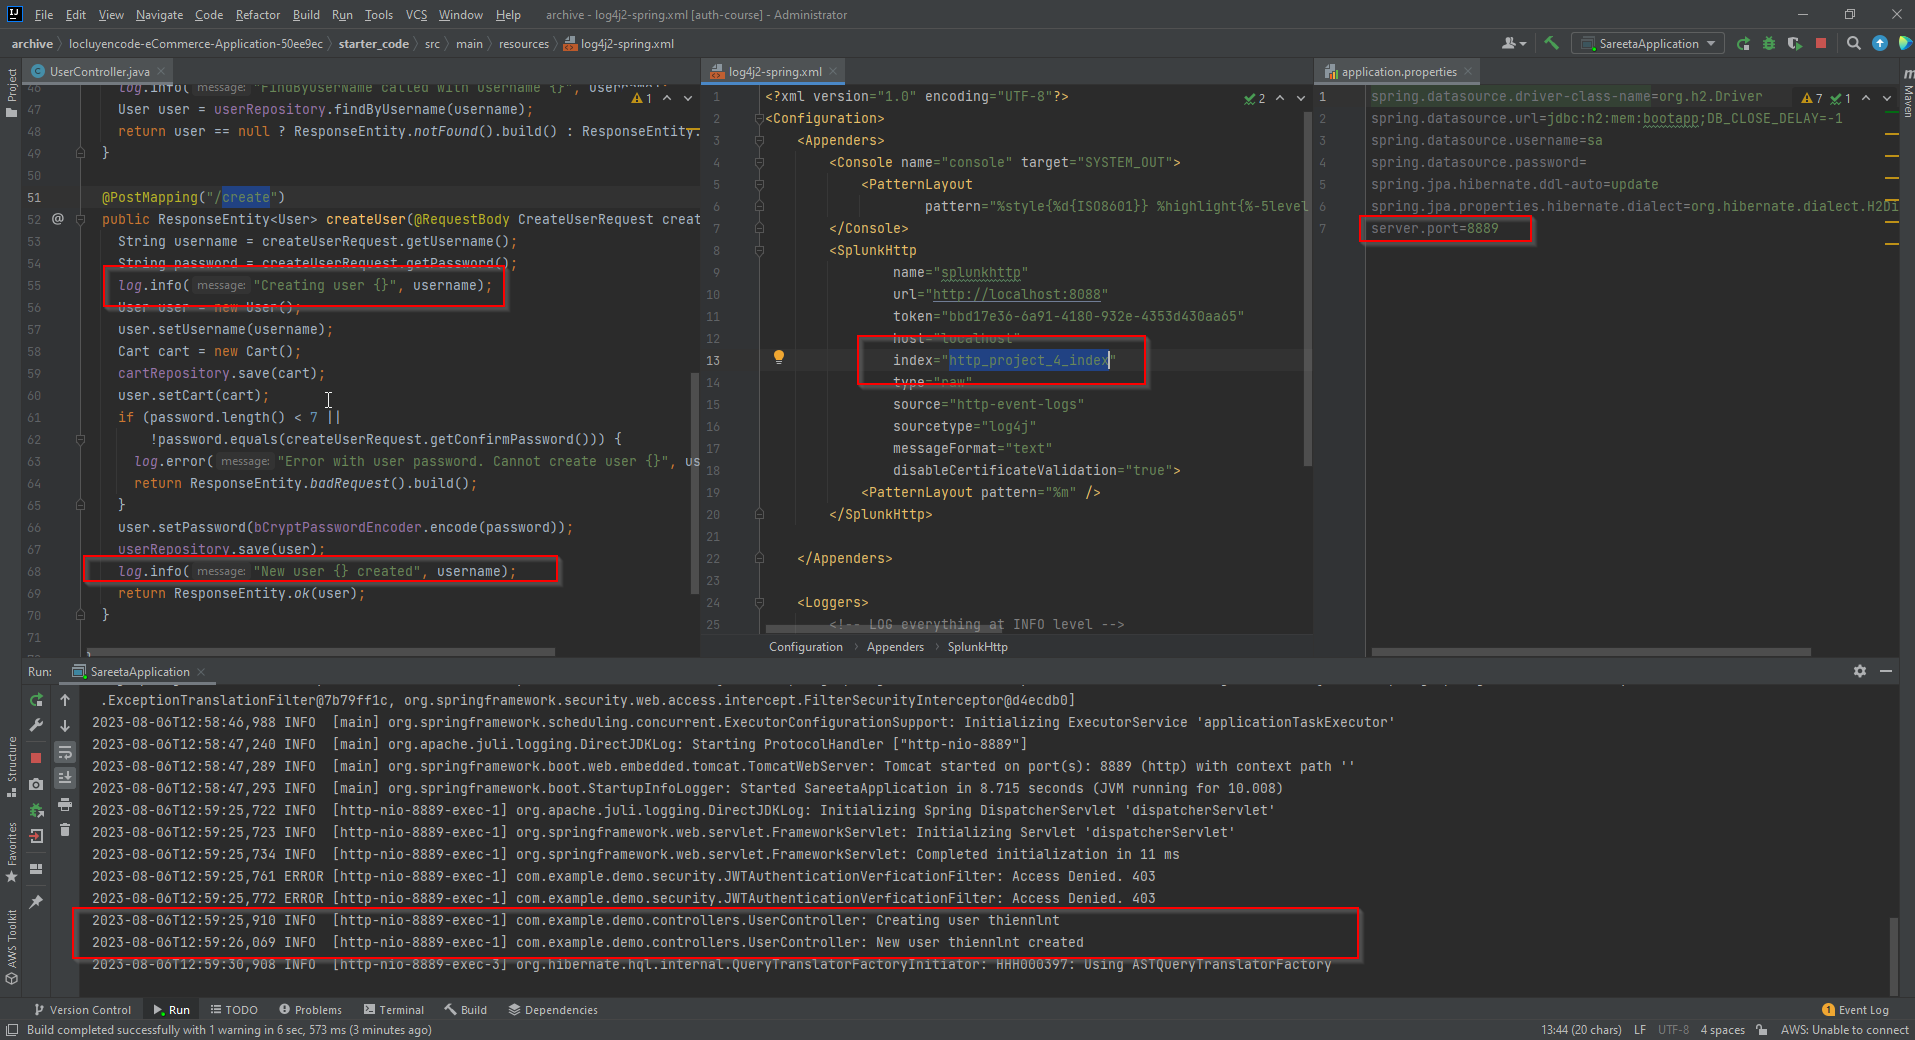 File Edit View Navigate Code Refactor Build Run Tools VCS Window Help archive - log4j2-spring.xml [auth-course] - Administrator
archive locluyencode-eCommerce-Application-50ee9ec starter_code src main resources log4j2-spring.xml SareetaApplication
Project
Structure
Favorites
AWS Toolkit
Maven
UserController.java
46 log.info( message: "FindByUserName called with username {}", username);
1
47 User user = userRepository.findByUsername(username);
48 return user == null ? ResponseEntity.notFound().build() : ResponseEntity.
49 }
50
51 @PostMapping("/create")
52 @ public ResponseEntity<User> createUser(@RequestBody CreateUserRequest creat
53 String username = createUserRequest.getUsername();
54 String password = createUserRequest.getPassword();
55 log.info( message: "Creating user {}", username);
56 User user = new User();
57 user.setUsername(username);
58 Cart cart = new Cart();
59 cartRepository.save(cart);
60 user.setCart(cart);
61 if (password.length() < 7 ||
62 !password.equals(createUserRequest.getConfirmPassword())) {
63 log.error( message: "Error with user password. Cannot create user {}", us
64 return ResponseEntity.badRequest().build();
65 }
66 user.setPassword(bCryptPasswordEncoder.encode(password));
67 userRepository.save(user);
68 log.info( message: "New user {} created", username);
69 return ResponseEntity.ok(user);
70 }
71
log4j2-spring.xml
2
1 <?xml version="1.0" encoding="UTF-8"?>
2 <Configuration>
3 <Appenders>
4 <Console name="console" target="SYSTEM_OUT">
5 <PatternLayout
6 pattern="%style{%d{ISO8601}} %highlight{%-5level
7 </Console>
8 <SplunkHttp
9 name="splunkhttp"
10 url="http://localhost:8088"
11 token="bbd17e36-6a91-4180-932e-4353d430aa65"
12 host="localhost"
13 index="http_project_4_index"
14 type="raw"
15 source="http-event-logs"
16 sourcetype="log4j"
17 messageFormat="text"
18 disableCertificateValidation="true">
19 <PatternLayout pattern="%m" />
20 </SplunkHttp>
21
22 </Appenders>
23
24 <Loggers>
25 <!-- LOG everything at INFO level -->
Configuration Appenders SplunkHttp
application.properties
7 1
1 spring.datasource.driver-class-name=org.h2.Driver
2 spring.datasource.url=jdbc:h2:mem:bootapp;DB_CLOSE_DELAY=-1
3 spring.datasource.username=sa
4 spring.datasource.password=
5 spring.jpa.hibernate.ddl-auto=update
6 spring.jpa.properties.hibernate.dialect=org.hibernate.dialect.H2Di
7 server.port=8889
Run: SareetaApplication
.ExceptionTranslationFilter@7b79ff1c, org.springframework.security.web.access.intercept.FilterSecurityInterceptor@d4ecdb0]
2023-08-06T12:58:46,988 INFO [main] org.springframework.scheduling.concurrent.ExecutorConfigurationSupport: Initializing ExecutorService 'applicationTaskExecutor'
2023-08-06T12:58:47,240 INFO [main] org.apache.juli.logging.DirectJDKLog: Starting ProtocolHandler ["http-nio-8889"]
2023-08-06T12:58:47,289 INFO [main] org.springframework.boot.web.embedded.tomcat.TomcatWebServer: Tomcat started on port(s): 8889 (http) with context path ''
2023-08-06T12:58:47,293 INFO [main] org.springframework.boot.StartupInfoLogger: Started SareetaApplication in 8.715 seconds (JVM running for 10.008)
2023-08-06T12:59:25,722 INFO [http-nio-8889-exec-1] org.apache.juli.logging.DirectJDKLog: Initializing Spring DispatcherServlet 'dispatcherServlet'
2023-08-06T12:59:25,723 INFO [http-nio-8889-exec-1] org.springframework.web.servlet.FrameworkServlet: Initializing Servlet 'dispatcherServlet'
2023-08-06T12:59:25,734 INFO [http-nio-8889-exec-1] org.springframework.web.servlet.FrameworkServlet: Completed initialization in 11 ms
2023-08-06T12:59:25,761 ERROR [http-nio-8889-exec-1] com.example.demo.security.JWTAuthenticationVerficationFilter: Access Denied. 403
2023-08-06T12:59:25,772 ERROR [http-nio-8889-exec-1] com.example.demo.security.JWTAuthenticationVerficationFilter: Access Denied. 403
2023-08-06T12:59:25,910 INFO [http-nio-8889-exec-1] com.example.demo.controllers.UserController: Creating user thiennlnt
2023-08-06T12:59:26,069 INFO [http-nio-8889-exec-1] com.example.demo.controllers.UserController: New user thiennlnt created
2023-08-06T12:59:30,908 INFO [http-nio-8889-exec-3] org.hibernate.hql.internal.QueryTranslatorFactoryInitiator: HHH000397: Using ASTQueryTranslatorFactory
Version Control Run TODO Problems Terminal Build Dependencies 1 Event Log
Build completed successfully with 1 warning in 6 sec, 573 ms (3 minutes ago) 13:44 (20 chars) LF UTF-8 4 spaces AWS: Unable to connect